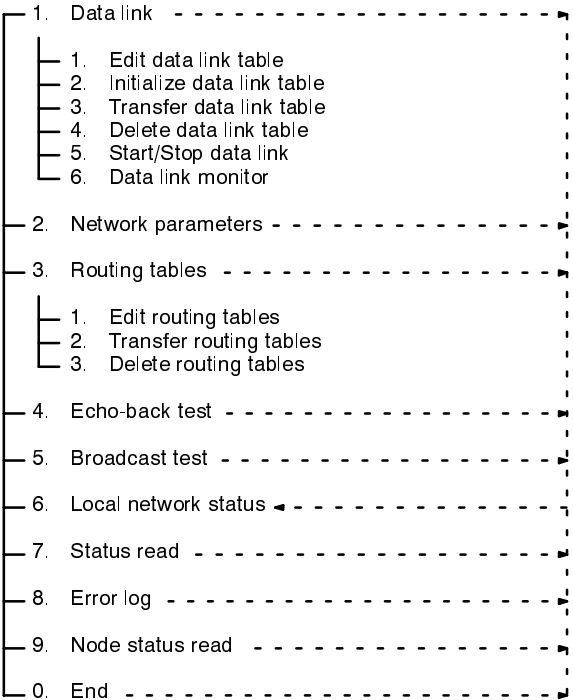 1. Data link
1. Edit data link table
2. Initialize data link table
3. Transfer data link table
4. Delete data link table
5. Start/Stop data link
6. Data link monitor
2. Network parameters
3. Routing tables
1. Edit routing tables
2. Transfer routing tables
3. Delete routing tables
4. Echo-back test
5. Broadcast test
6. Local network status
7. Status read
8. Error log
9. Node status read
0. End